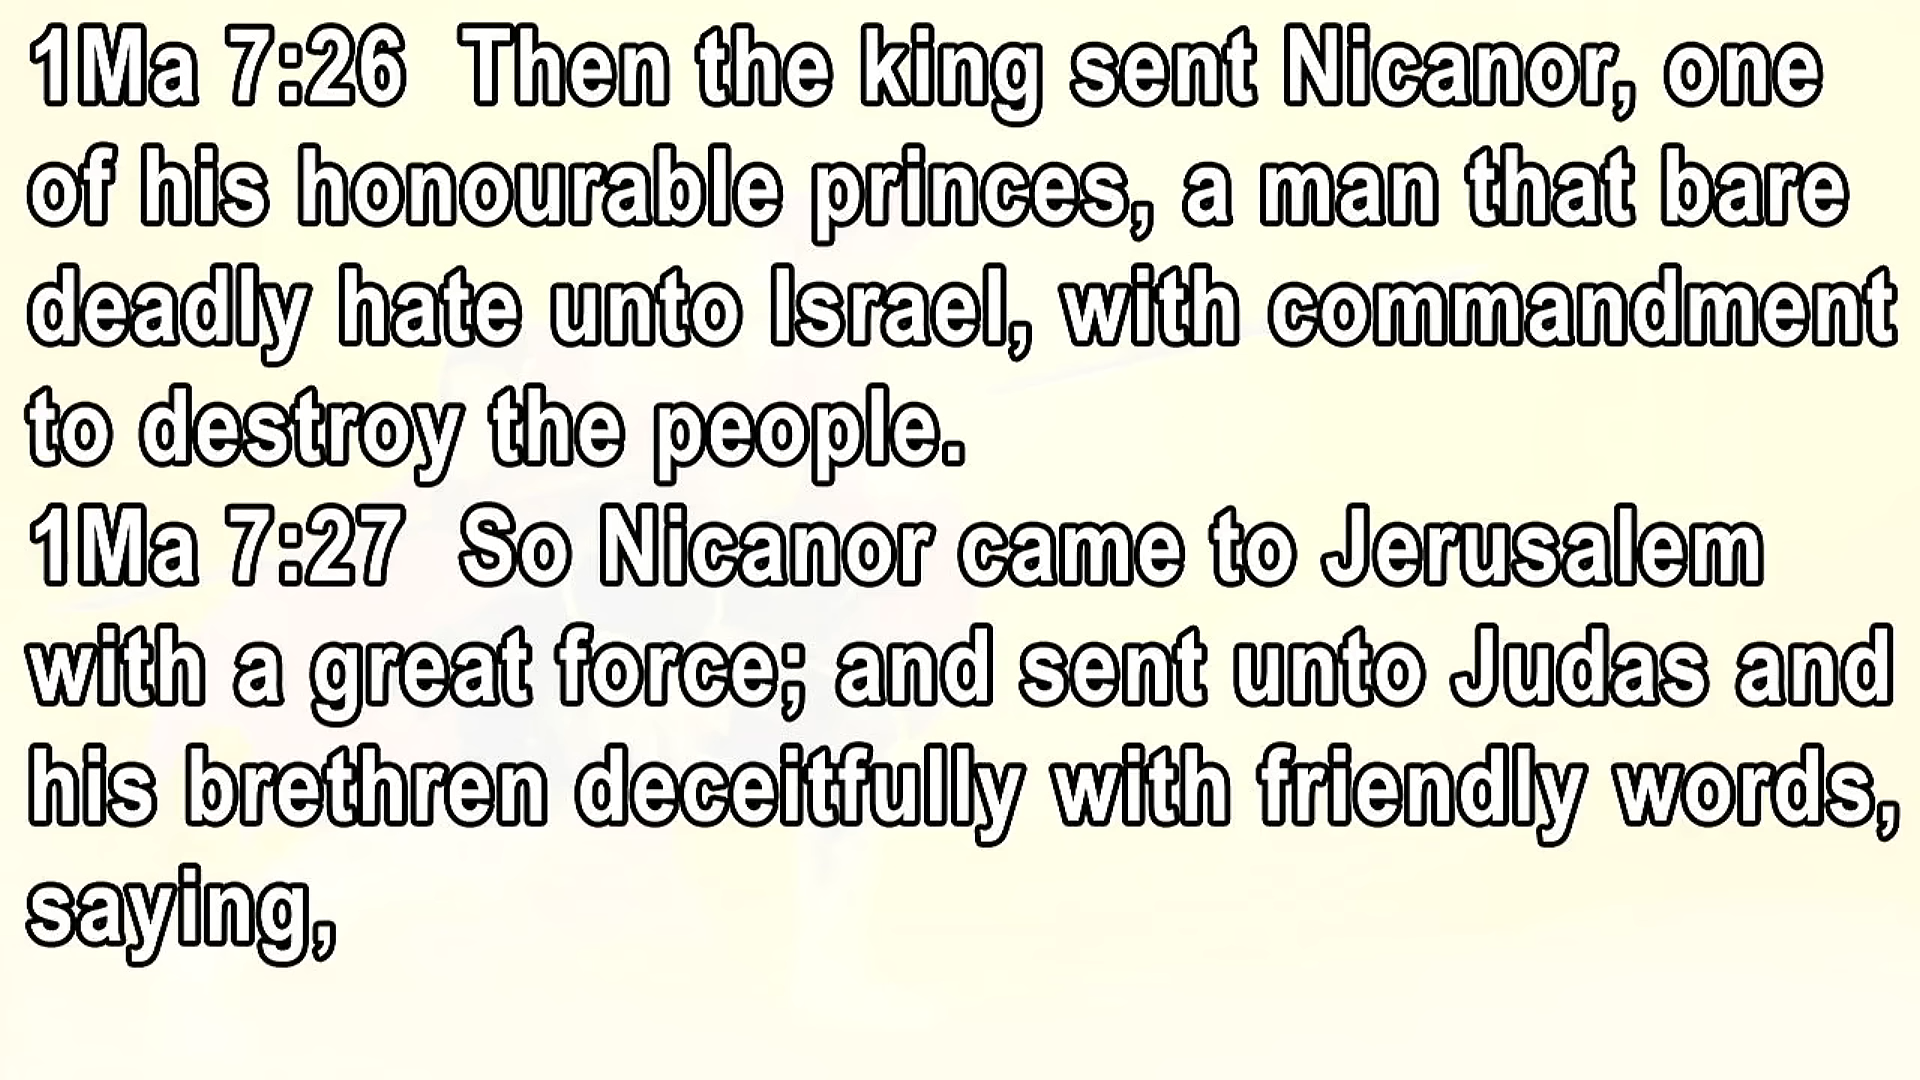 1Ma 7:26  Then the king sent Nicanor, one
of his honourable princes, a man that bare
deadly hate unto Israel, with commandment
to destroy the people.
1Ma 7:27  So Nicanor came to Jerusalem
with a great force; and sent unto Judas and
his brethren deceitfully with friendly words,
saying,